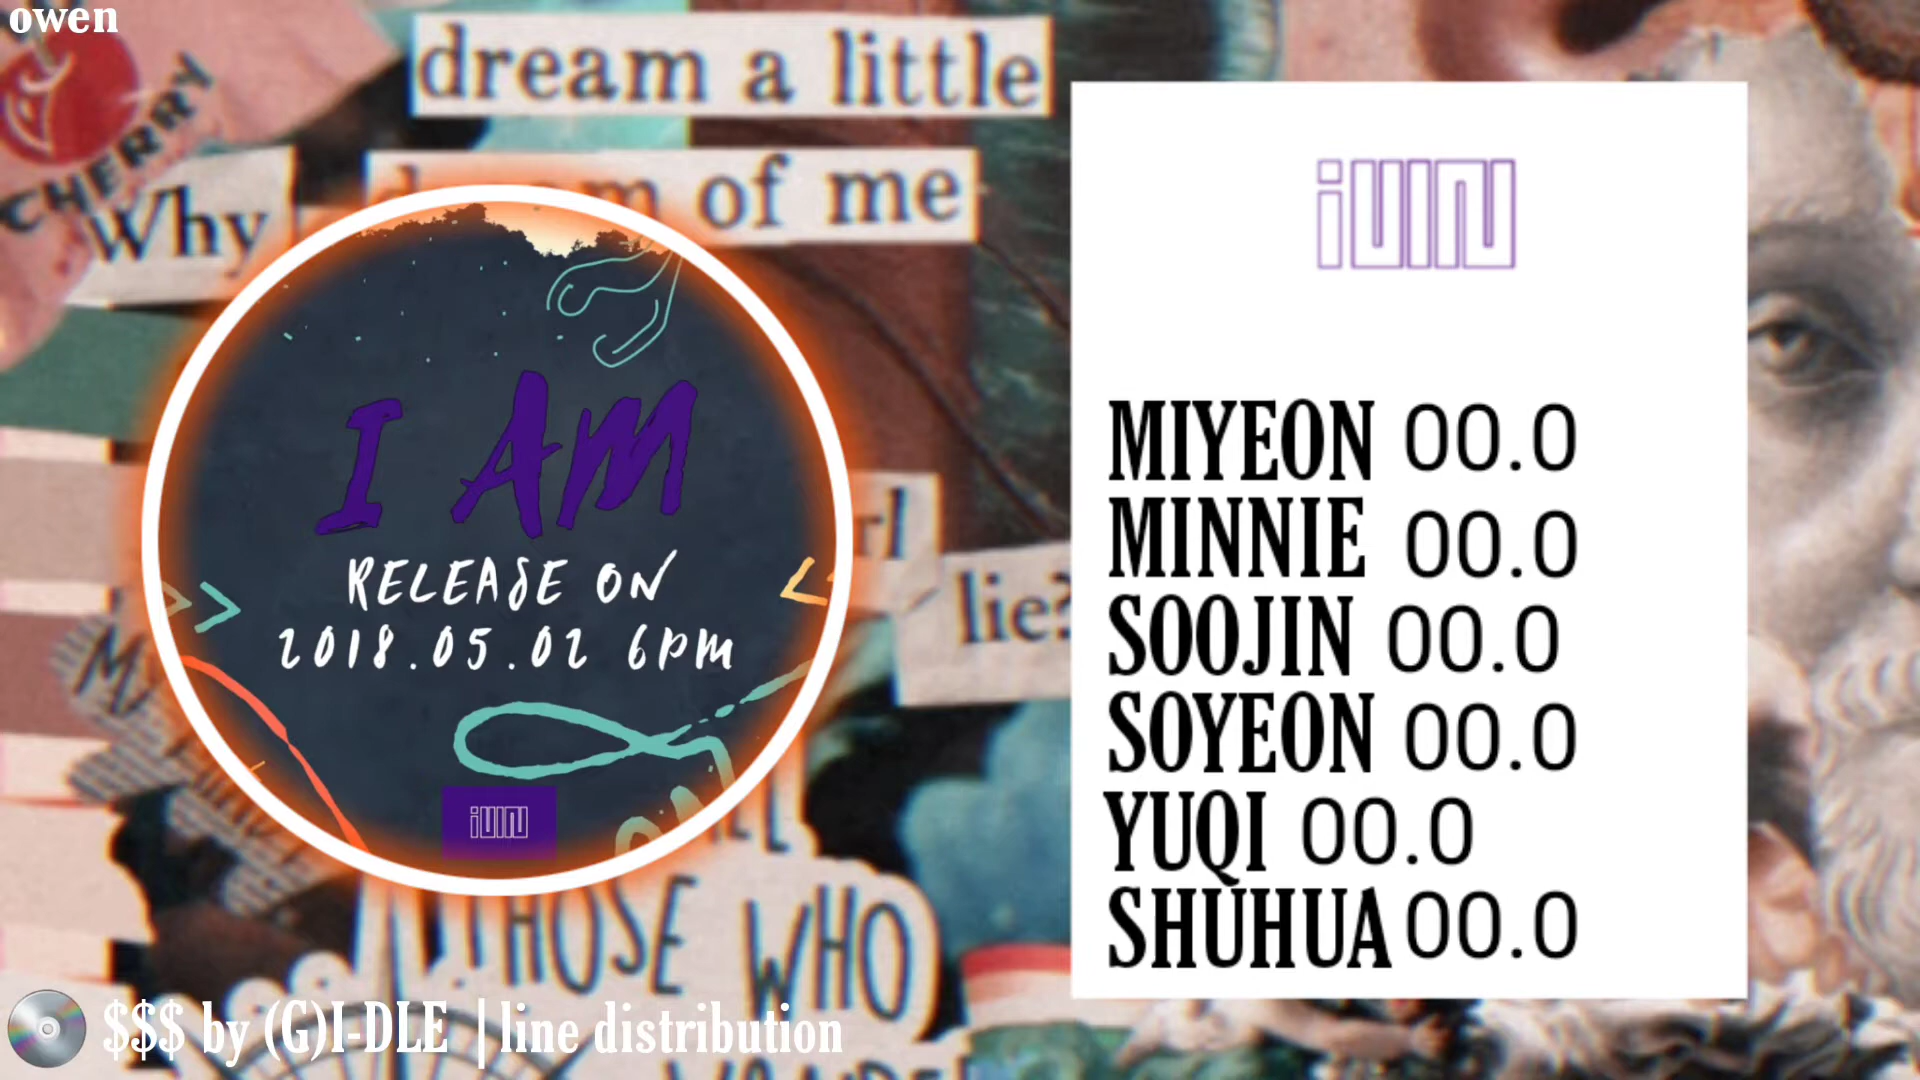 owen
dream a little
of me
CHERRY
Why
I AM
RELEASE ON
2018.05.02 6PM
lie?
THOSE WHO
MIYEON 00.0
MINNIE 00.0
SOOJIN 00.0
SOYEON 00.0
YUQI 00.0
SHUHUA 00.0
$$$ by (G)I-DLE | line distribution